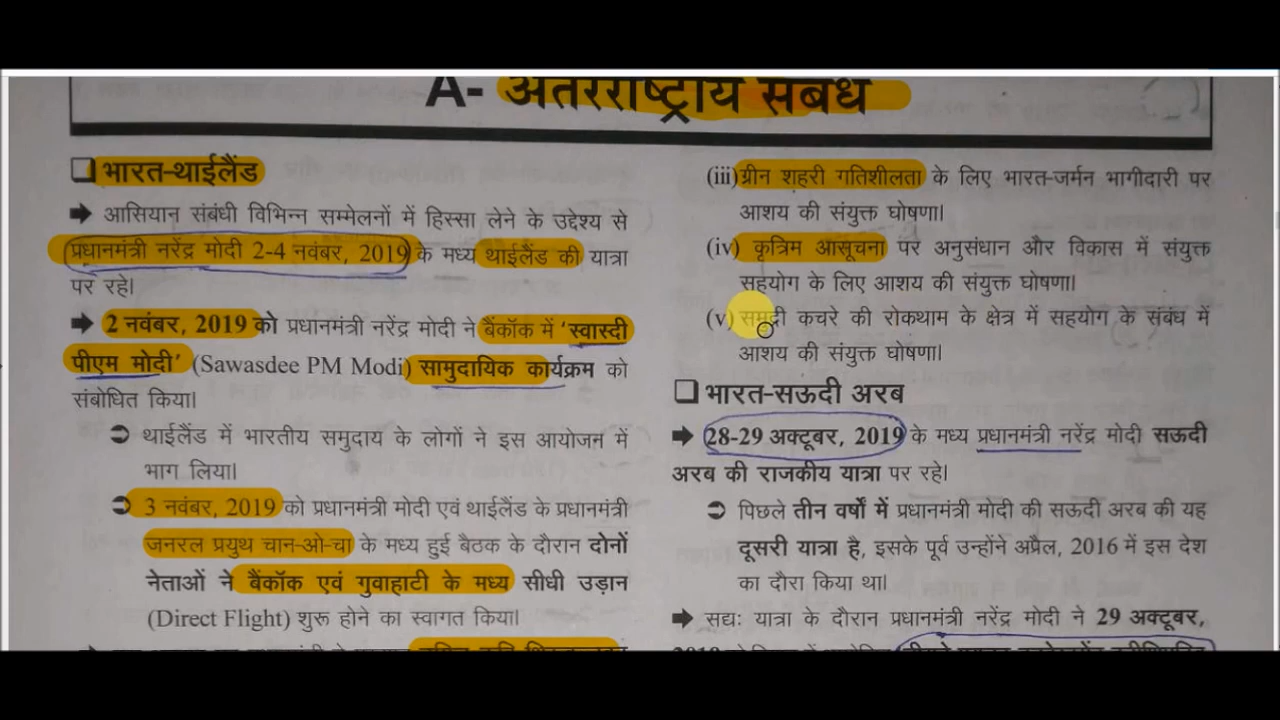 A- अंतरराष्ट्रीय संबंध
❑ भारत-थाईलैंड
➡ आसियान संबंधी विभिन्न सम्मेलनों में हिस्सा लेने के उद्देश्य से
प्रधानमंत्री नरेंद्र मोदी 2-4 नवंबर, 2019 के मध्य थाईलैंड की यात्रा
पर रहे।
➡ 2 नवंबर, 2019 को प्रधानमंत्री नरेंद्र मोदी ने बैंकॉक में ‘स्वास्दी
पीएम मोदी’ (Sawasdee PM Modi) सामुदायिक कार्यक्रम को
संबोधित किया।
➲ थाईलैंड में भारतीय समुदाय के लोगों ने इस आयोजन में
भाग लिया।
➲ 3 नवंबर, 2019 को प्रधानमंत्री मोदी एवं थाईलैंड के प्रधानमंत्री
जनरल प्रयुथ चान-ओ-चा के मध्य हुई बैठक के दौरान दोनों
नेताओं ने बैंकॉक एवं गुवाहाटी के मध्य सीधी उड़ान
(Direct Flight) शुरू होने का स्वागत किया।
(iii) ग्रीन शहरी गतिशीलता के लिए भारत-जर्मन भागीदारी पर
आशय की संयुक्त घोषणा।
(iv) कृत्रिम आसूचना पर अनुसंधान और विकास में संयुक्त
सहयोग के लिए आशय की संयुक्त घोषणा।
(v) समुद्री कचरे की रोकथाम के क्षेत्र में सहयोग के संबंध में
आशय की संयुक्त घोषणा।
❑ भारत-सऊदी अरब
➡ 28-29 अक्टूबर, 2019 के मध्य प्रधानमंत्री नरेंद्र मोदी सऊदी
अरब की राजकीय यात्रा पर रहे।
➲ पिछले तीन वर्षों में प्रधानमंत्री मोदी की सऊदी अरब की यह
दूसरी यात्रा है, इसके पूर्व उन्होंने अप्रैल, 2016 में इस देश
का दौरा किया था।
➡ सद्यः यात्रा के दौरान प्रधानमंत्री नरेंद्र मोदी ने 29 अक्टूबर,